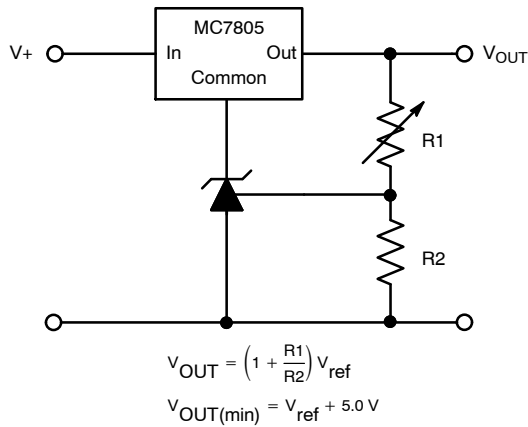 MC7805
V+
In
Out
VOUT
Common
R1
R2
VOUT = (1 + R1/R2) Vref
VOUT(min) = Vref + 5.0 V